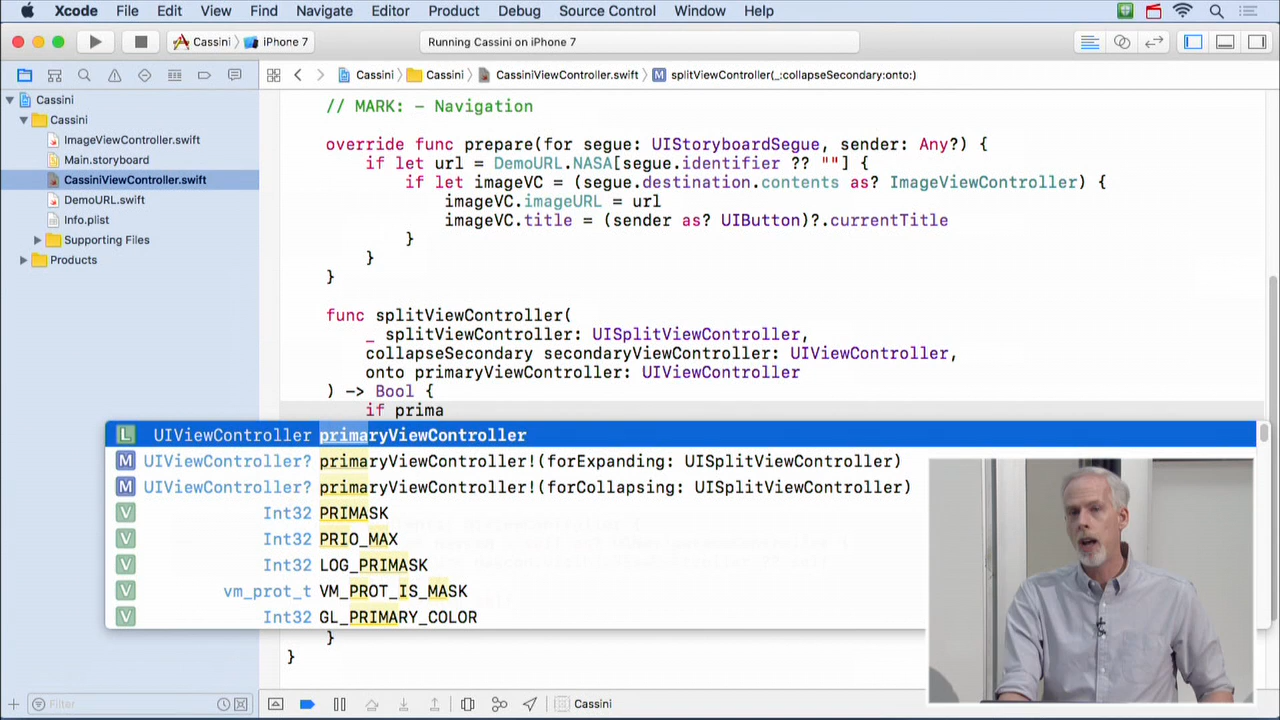 Xcode File Edit View Find Navigate Editor Product Debug Source Control Window Help
Cassini iPhone 7 Running Cassini on iPhone 7
Cassini Cassini CassiniViewController.swift M splitViewController(_:collapseSecondary:onto:)
Cassini
Cassini
ImageViewController.swift
Main.storyboard
CassiniViewController.swift
DemoURL.swift
Info.plist
Supporting Files
Products
// MARK: - Navigation
override func prepare(for segue: UIStoryboardSegue, sender: Any?) {
if let url = DemoURL.NASA[segue.identifier ?? ""] {
if let imageVC = (segue.destination.contents as? ImageViewController) {
imageVC.imageURL = url
imageVC.title = (sender as? UIButton)?.currentTitle
}
}
}
func splitViewController(
_ splitViewController: UISplitViewController,
collapseSecondary secondaryViewController: UIViewController,
onto primaryViewController: UIViewController
) -> Bool {
if prima
L UIViewController primaryViewController
M UIViewController? primaryViewController!(forExpanding: UISplitViewController)
M UIViewController? primaryViewController!(forCollapsing: UISplitViewController)
V Int32 PRIMASK
V Int32 PRIO_MAX
V Int32 LOG_PRIMASK
V vm_prot_t VM_PROT_IS_MASK
V Int32 GL_PRIMARY_COLOR
}
}
Filter
Cassini